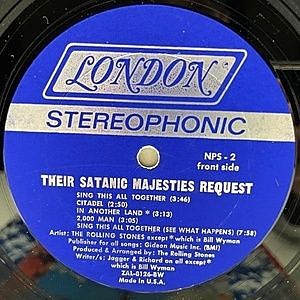 LONDON
STEREOPHONIC
NPS - 2
front side
THEIR SATANIC MAJESTIES REQUEST
SING THIS ALL TOGETHER (3:46)
CITADEL (2:50)
IN ANOTHER LAND * (3:13)
2,000 MAN (3:05)
SING THIS ALL TOGETHER (SEE WHAT HAPPENS) (7:58)
Artist: THE ROLLING STONES except * which is Bill Wyman
Publisher for all songs: Gideon Music Inc. (BMI)
Produced & Arranged by: The Rolling Stones
Writer/s: Jagger & Richard on all except *
which is Bill Wyman
ZAL-8126-BW
Made in U.S.A.